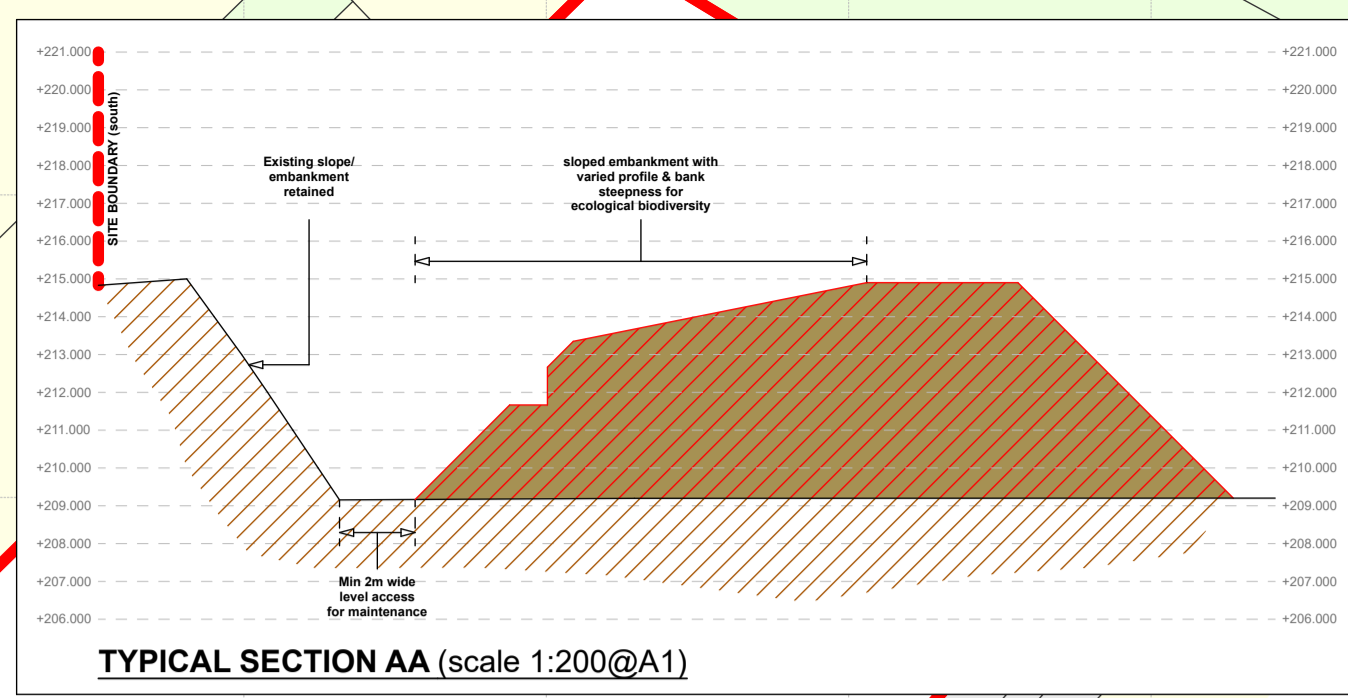 +221.000
+221.000
+220.000
+220.000
+219.000
+219.000
+218.000
+218.000
+217.000
+217.000
+216.000
+216.000
+215.000
+215.000
+214.000
+214.000
+213.000
+213.000
+212.000
+212.000
+211.000
+211.000
+210.000
+210.000
+209.000
+209.000
+208.000
+208.000
+207.000
+207.000
+206.000
+206.000
SITE BOUNDARY (south)
Existing slope/
embankment
retained
sloped embankment with
varied profile & bank
steepness for
ecological biodiversity
Min 2m wide
level access
for maintenance
TYPICAL SECTION AA (scale 1:200@A1)